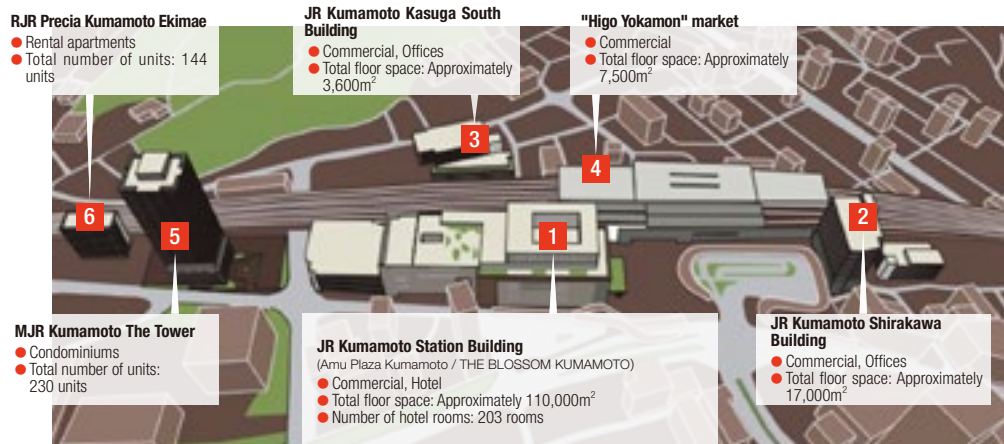 RJR Precia Kumamoto Ekimae
● Rental apartments
● Total number of units: 144
units
JR Kumamoto Kasuga South
Building
● Commercial, Offices
● Total floor space: Approximately
3,600m²
"Higo Yokamon" market
● Commercial
● Total floor space: Approximately
7,500m²
3
4
6
5
1
2
MJR Kumamoto The Tower
● Condominiums
● Total number of units:
230 units
JR Kumamoto Station Building
(Amu Plaza Kumamoto / THE BLOSSOM KUMAMOTO)
● Commercial, Hotel
● Total floor space: Approximately 110,000m²
● Number of hotel rooms: 203 rooms
JR Kumamoto Shirakawa
Building
● Commercial, Offices
● Total floor space: Approximately
17,000m²